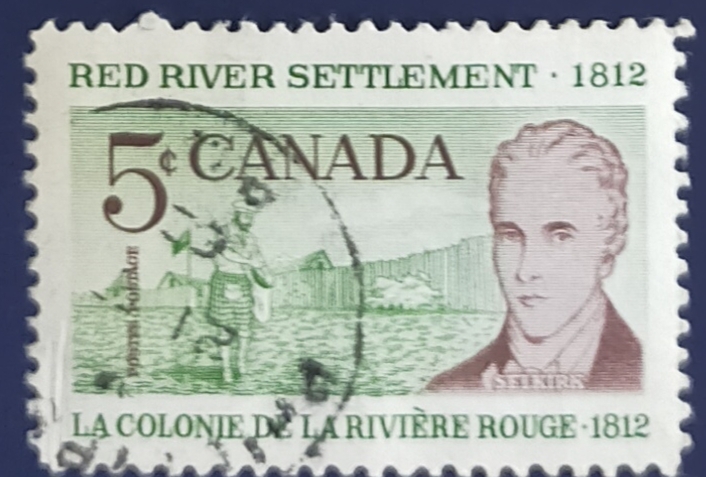 RED RIVER SETTLEMENT · 1812
5¢ CANADA
POSTES POSTAGE
SELKIRK
LA COLONIE DE LA RIVIÈRE ROUGE · 1812